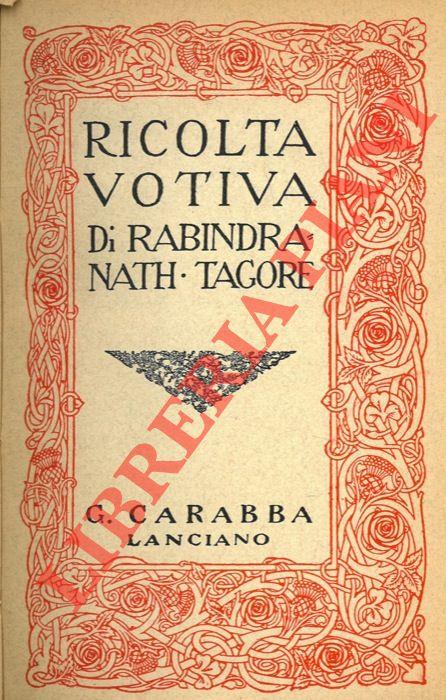 RICOLTA
VOTIVA
Di RABINDRA-
NATH · TAGORE
G. CARABBA
LANCIANO
LIBRERIA PIANI